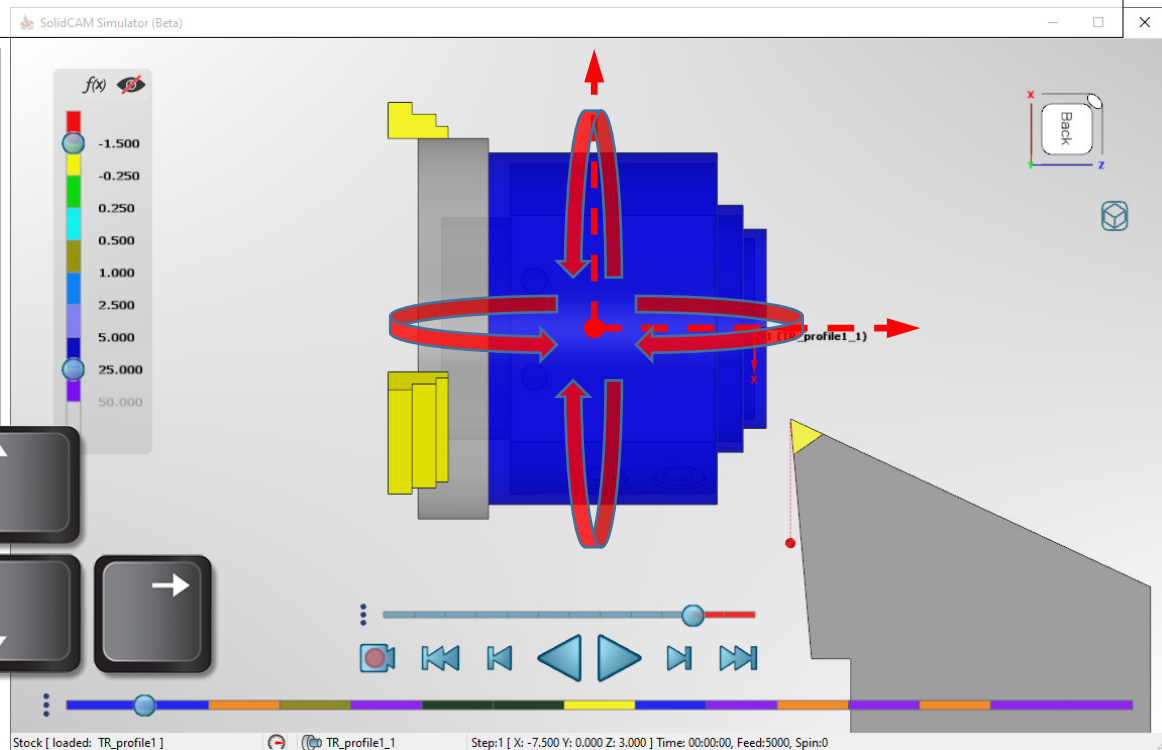 SolidCAM Simulator (Beta)
f(x)
-1.500
-0.250
0.250
0.500
1.000
2.500
5.000
25.000
50.000
X
Back
Z
1 (TR_profile1_1)
X
Stock [ loaded: TR_profile1 ]
TR_profile1_1
Step:1 [ X: -7.500 Y: 0.000 Z: 3.000 ] Time: 00:00:00, Feed:5000, Spin:0